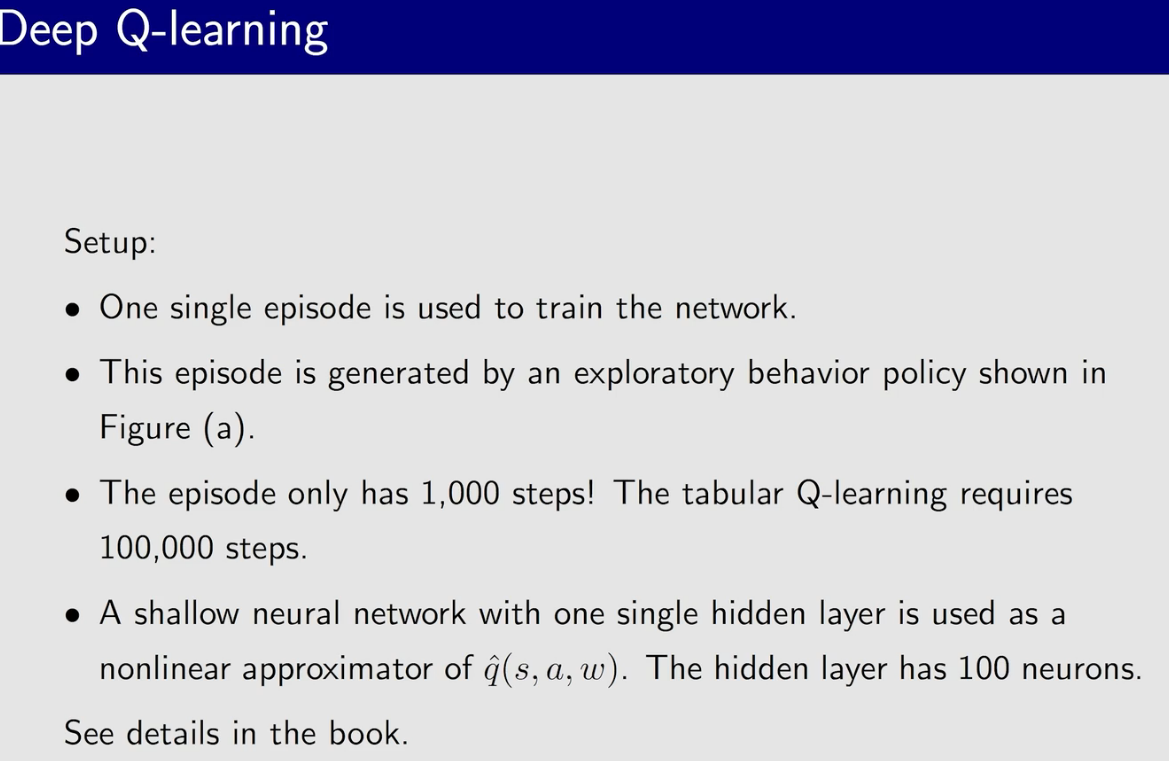 Deep Q-learning
Setup:
• One single episode is used to train the network.
• This episode is generated by an exploratory behavior policy shown in
Figure (a).
• The episode only has 1,000 steps! The tabular Q-learning requires
100,000 steps.
• A shallow neural network with one single hidden layer is used as a
nonlinear approximator of q̂(s, a, w). The hidden layer has 100 neurons.
See details in the book.